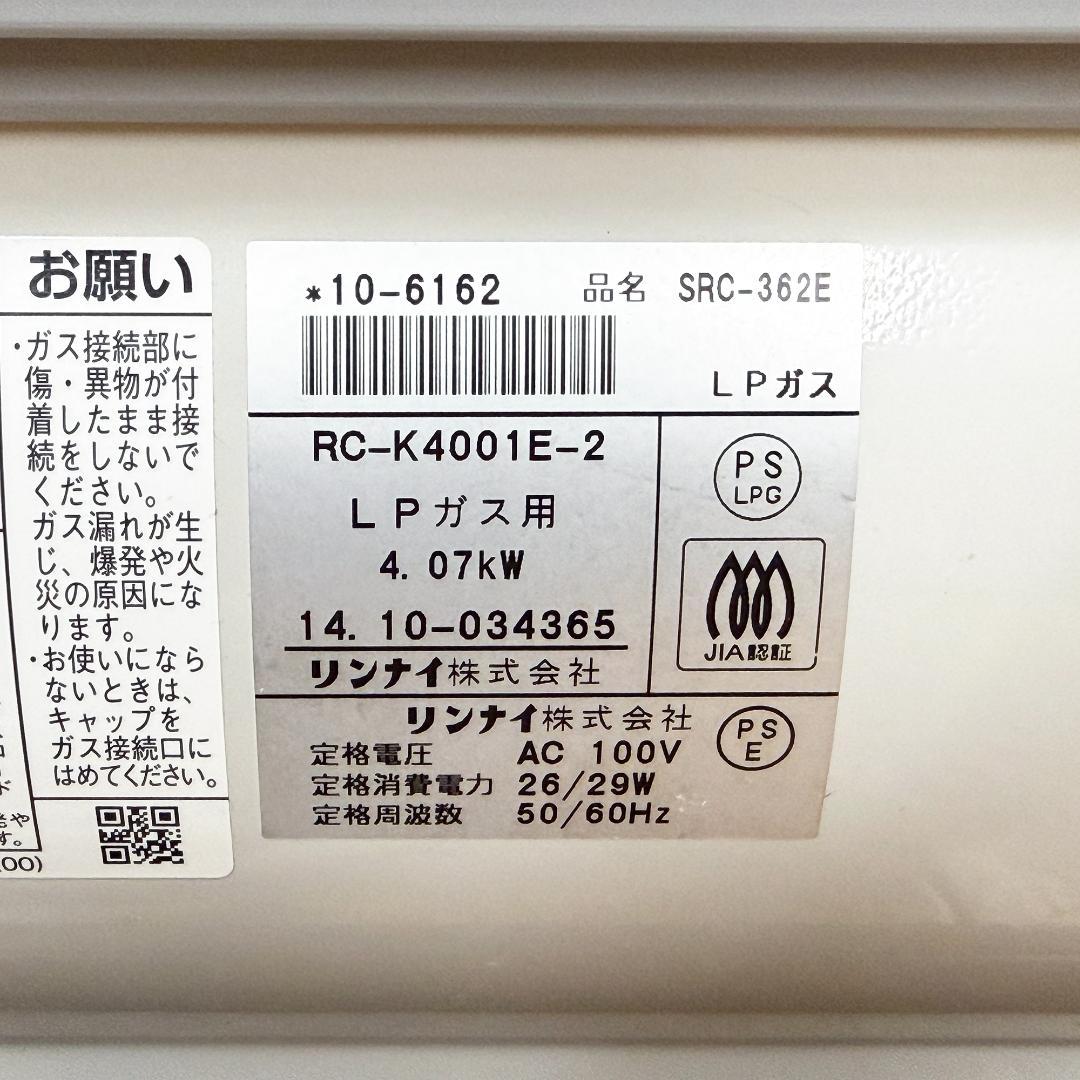 お願い
・ガス接続部に
傷・異物が付
着したまま接
続をしないで
ください。
ガス漏れが生
じ、爆発や火
災の原因にな
ります。
・お使いになら
ないときは、
キャップを
ガス接続口に
はめてください。
す。
00)
*10-6162 品名 SRC-362E
LPガス
RC-K4001E-2
LPガス用
4.07kW
14.10-034365
リンナイ株式会社
PS
LPG
JIA認証
リンナイ株式会社
定格電圧 AC 100V
定格消費電力 26/29W
定格周波数 50/60Hz
PS
E